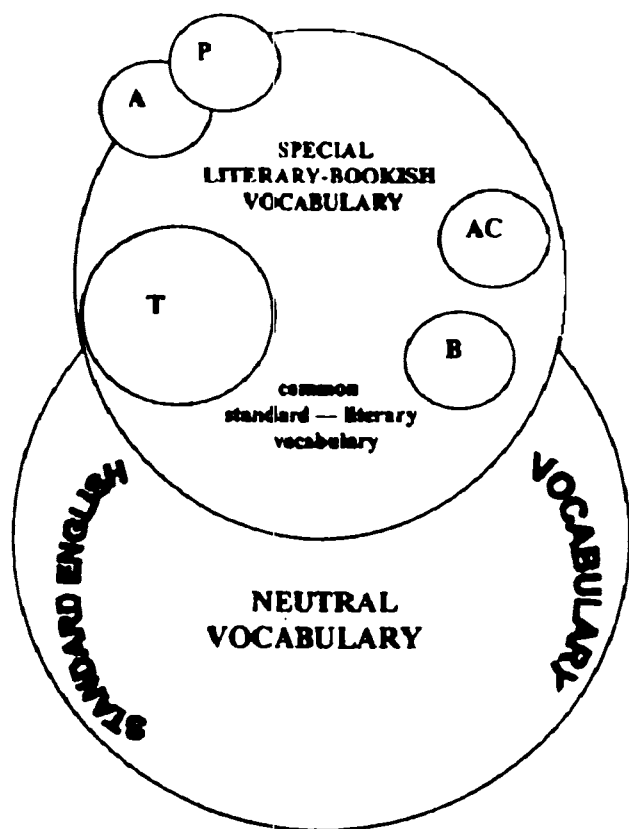 P
A
SPECIAL
LITERARY-BOOKISH
VOCABULARY
AC
T
B
common
standard — literary
vocabulary
STANDARD ENGLISH
VOCABULARY
NEUTRAL
VOCABULARY